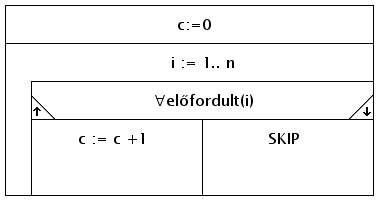 c:=0
i := 1.. n
∀előfordult(i)
c := c +1
SKIP